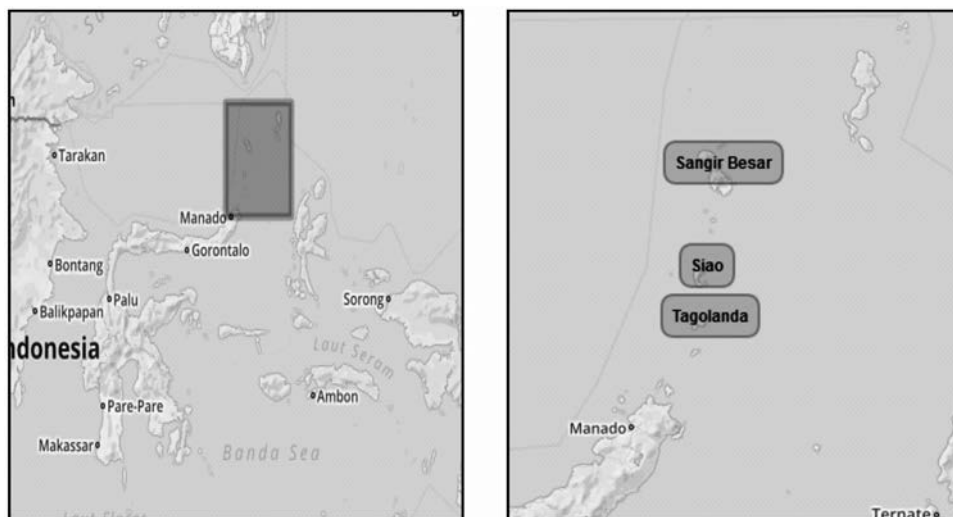 Tarakan
Manado
Gorontalo
Bontang
Palu
Sorong
Balikpapan
ndonesia
Laut Seram
Ambon
Pare-Pare
Makassar
Banda Sea
Sangir Besar
Siao
Tagolanda
Manado
Ternate